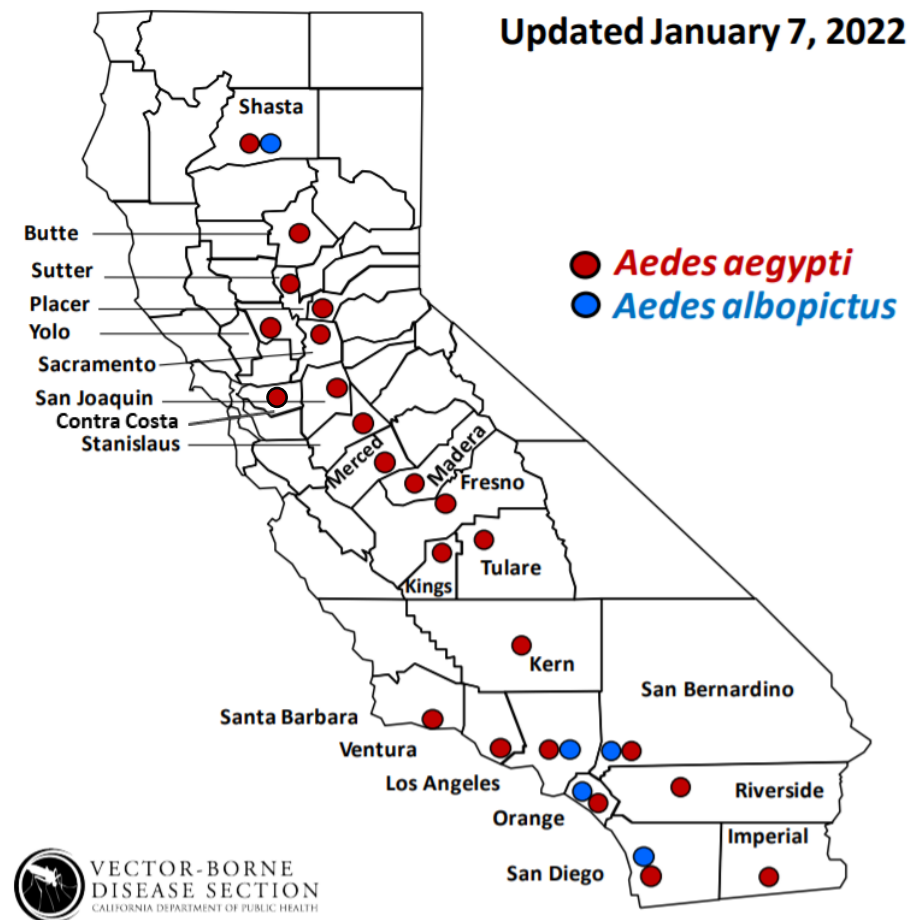 Updated January 7, 2022
Shasta
Butte
Sutter
Placer
Yolo
Sacramento
San Joaquin
Contra Costa
Stanislaus
Merced
Madera
Fresno
Kings
Tulare
Kern
San Bernardino
Santa Barbara
Ventura
Los Angeles
Orange
Riverside
San Diego
Imperial
Aedes aegypti
Aedes albopictus
VECTOR-BORNE
DISEASE SECTION
CALIFORNIA DEPARTMENT OF PUBLIC HEALTH